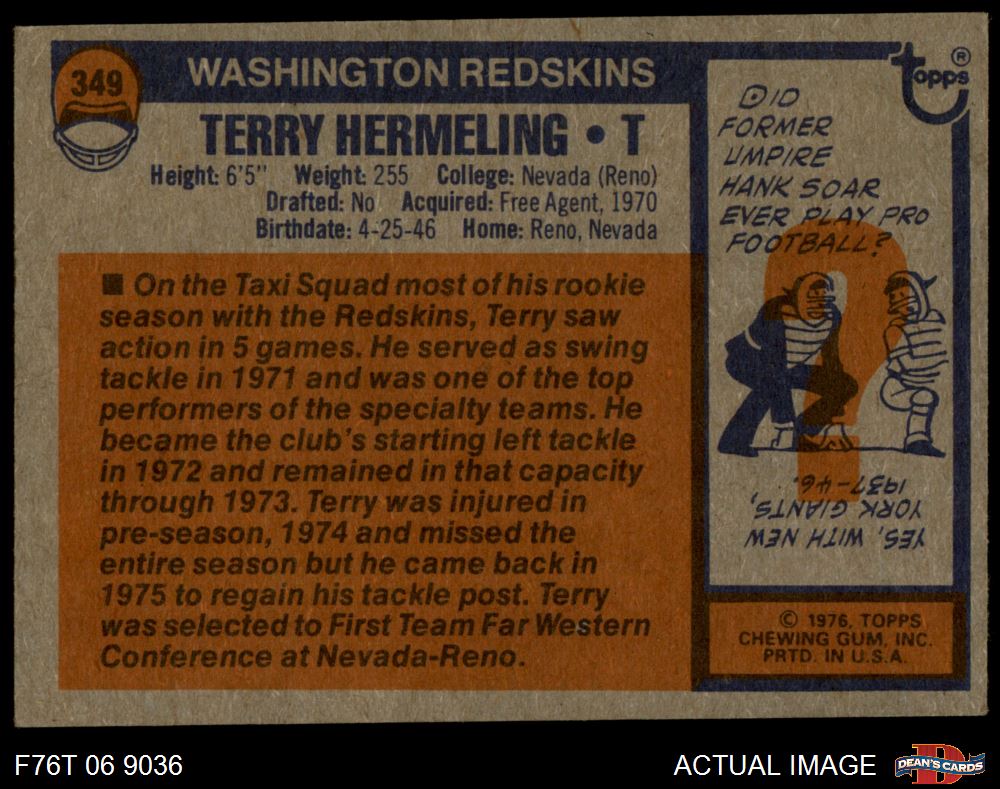 349
WASHINGTON REDSKINS
TERRY HERMELING • T
Height: 6'5" Weight: 255 College: Nevada (Reno)
Drafted: No Acquired: Free Agent, 1970
Birthdate: 4-25-46 Home: Reno, Nevada
■ On the Taxi Squad most of his rookie
season with the Redskins, Terry saw
action in 5 games. He served as swing
tackle in 1971 and was one of the top
performers of the specialty teams. He
became the club's starting left tackle
in 1972 and remained in that capacity
through 1973. Terry was injured in
pre-season, 1974 and missed the
entire season but he came back in
1975 to regain his tackle post. Terry
was selected to First Team Far Western
Conference at Nevada-Reno.
topps®
DID
FORMER
UMPIRE
HANK SOAR
EVER PLAY PRO
FOOTBALL?
?
YES, WITH NEW
YORK GIANTS,
1937-46.
© 1976, TOPPS
CHEWING GUM, INC.
PRTD. IN U.S.A.
F76T 06 9036
ACTUAL IMAGE
D
DEAN'S CARDS